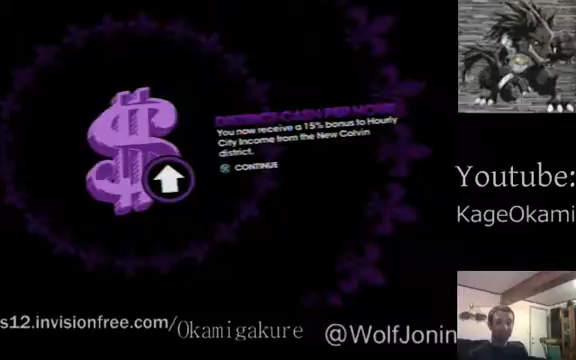 DISTRICT CASH PER HOUR
You now receive a 15% bonus to Hourly
City Income from the New Colvin
district.
CONTINUE
Youtube:
KageOkami
s12.invisionfree.com/Okamigakure
@WolfJonin